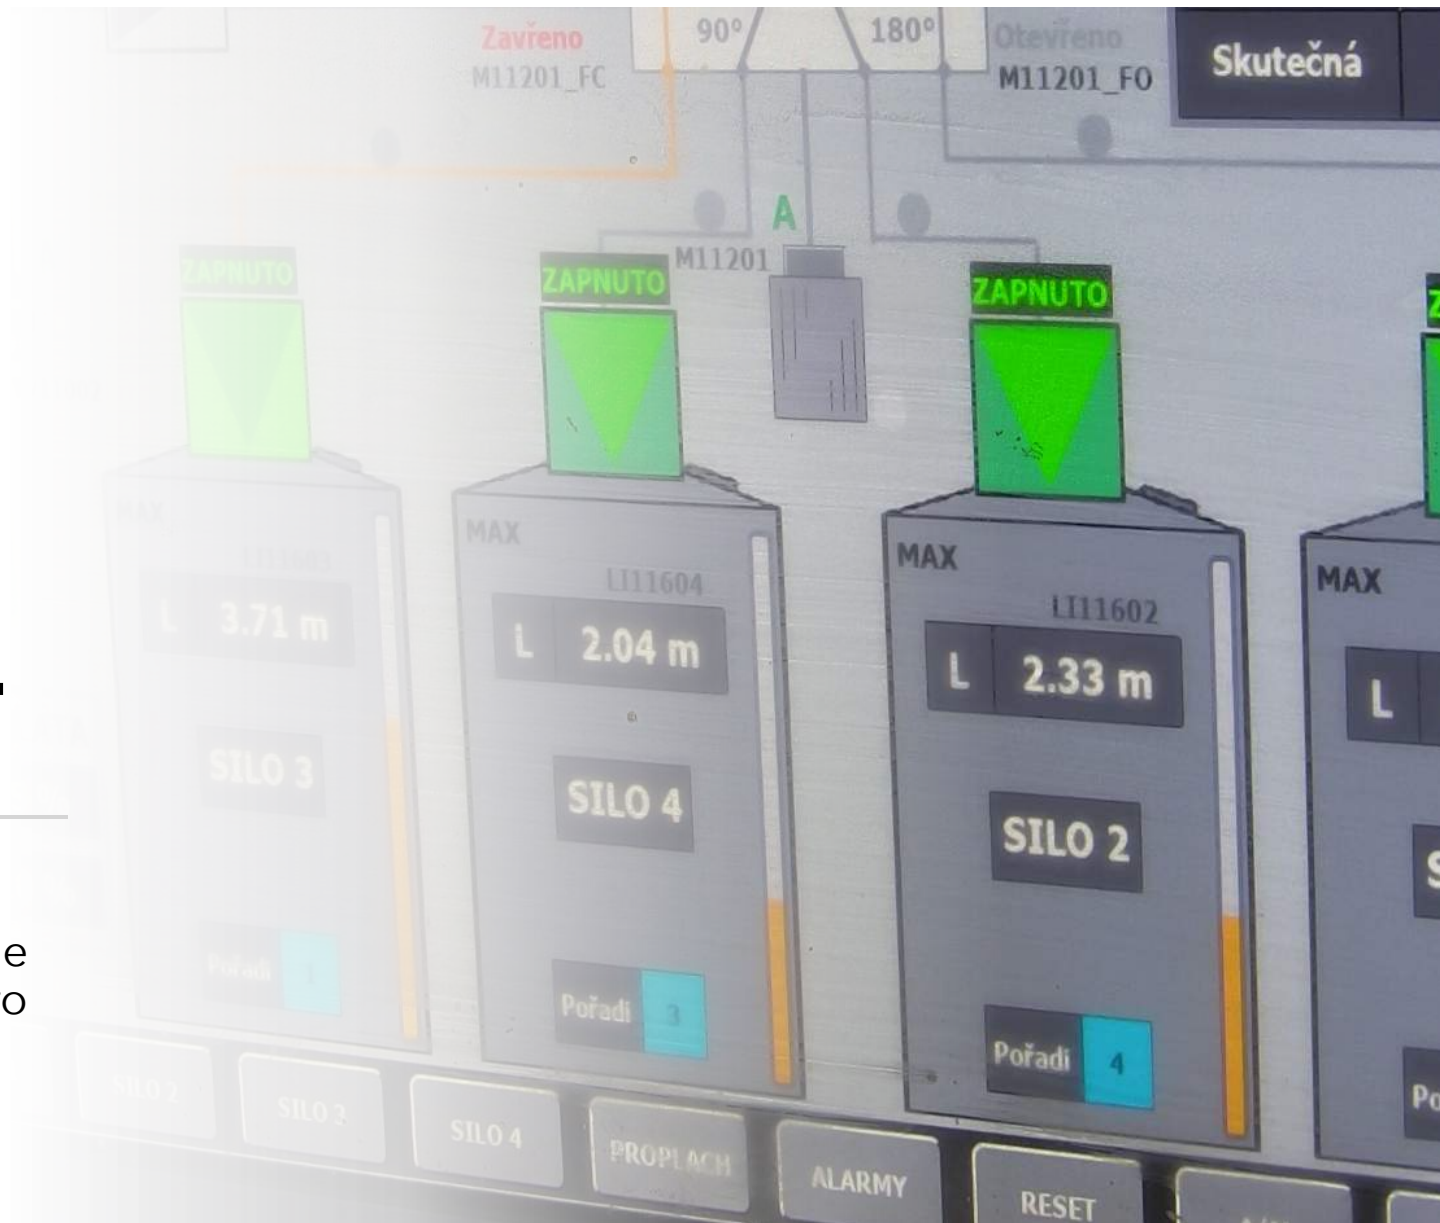 90° 180°
Zavřeno Otevřeno
M11201_FC M11201_FO
Skutečná
A
M11201
ZAPNUTO ZAPNUTO ZAPNUTO
MAX MAX MAX
LI11604 LI11602
L 3.71 m L 2.04 m L 2.33 m L
SILO 3 SILO 4 SILO 2
Pořadí 1 Pořadí 3 Pořadí 4
SILO 2 SILO 3 SILO 4 PROPLACH ALARMY RESET